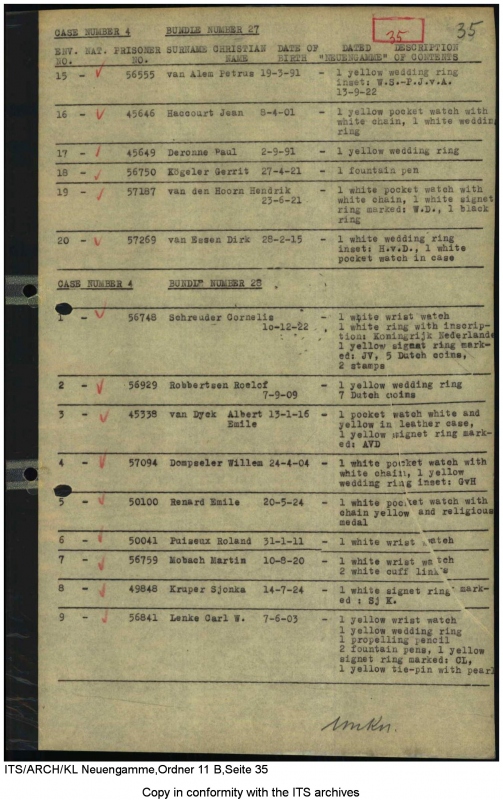 35
35
CASE NUMBER 4 BUNDLE NUMBER 27
ENV. NAT. PRISONER SURNAME CHRISTIAN DATE OF DATED DESCRIPTION
NO. NO. NAME BIRTH "NEUENGAMME" OF CONTENTS
15 - 56555 van Alem Petrus 19-3-91 - 1 yellow wedding ring
inset: W.S.-P.J.v.A.
13-9-22
16 - 45646 Haccourt Jean 8-4-01 - 1 yellow pocket watch with
white chain, 1 white wedding
ring
17 - 45649 Deronne Paul 2-9-91 - 1 yellow wedding ring
18 - 56750 Kögeler Gerrit 27-4-21 - 1 fountain pen
19 - 57187 van den Hoorn Hendrik - 1 white pocket watch with
23-6-21 white chain, 1 white signet
ring marked: W.D., 1 black
ring
20 - 57269 van Essen Dirk 28-2-15 - 1 white wedding ring
inset: H.v.D., 1 white
pocket watch in case
CASE NUMBER 4 BUNDLE NUMBER 28
1 - 56748 Schreuder Cornelis - 1 white wrist watch
10-12-22 1 white ring with inscrip-
tion: Koningrijk Nederlande
1 yellow signet ring mark-
ed: JV, 5 Dutch coins,
2 stamps
2 - 56929 Robbertsen Roelof - 1 yellow wedding ring
7-9-09 7 Dutch coins
3 - 45338 van Dyck Albert 13-1-16 - 1 pocket watch white and
Emile yellow in leather case,
1 yellow signet ring mark-
ed: AVD
4 - 57094 Dompseler Willem 24-4-04 - 1 white pocket watch with
white chain, 1 yellow
wedding ring inset: GvH
5 - 50100 Renard Emile 20-5-24 - 1 white pocket watch with
chain yellow and religious
medal
6 - 50041 Puiseux Roland 31-1-11 - 1 white wrist watch
7 - 56759 Mobach Martin 10-8-20 - 1 white wrist watch
2 white cuff links
8 - 49848 Kruper Sjonka 14-7-24 - 1 white signet ring mark-
ed : Sj K.
9 - 56841 Lenke Carl W. 7-6-03 - 1 yellow wrist watch
1 yellow wedding ring
1 propelling pencil
2 fountain pens, 1 yellow
signet ring marked: CL,
1 yellow tie-pin with pearl
ITS/ARCH/KL Neuengamme,Ordner 11 B,Seite 35
Copy in conformity with the ITS archives